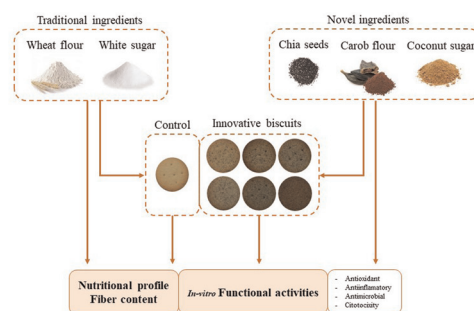 Traditional ingredients
Wheat flour
White sugar
Novel ingredients
Chia seeds
Carob flour
Coconut sugar
Control
Innovative biscuits
Nutritional profile
Fiber content
In-vitro Functional activities
- Antioxidant
- Antiinflamatory
- Antimicrobial
- Citotocisity